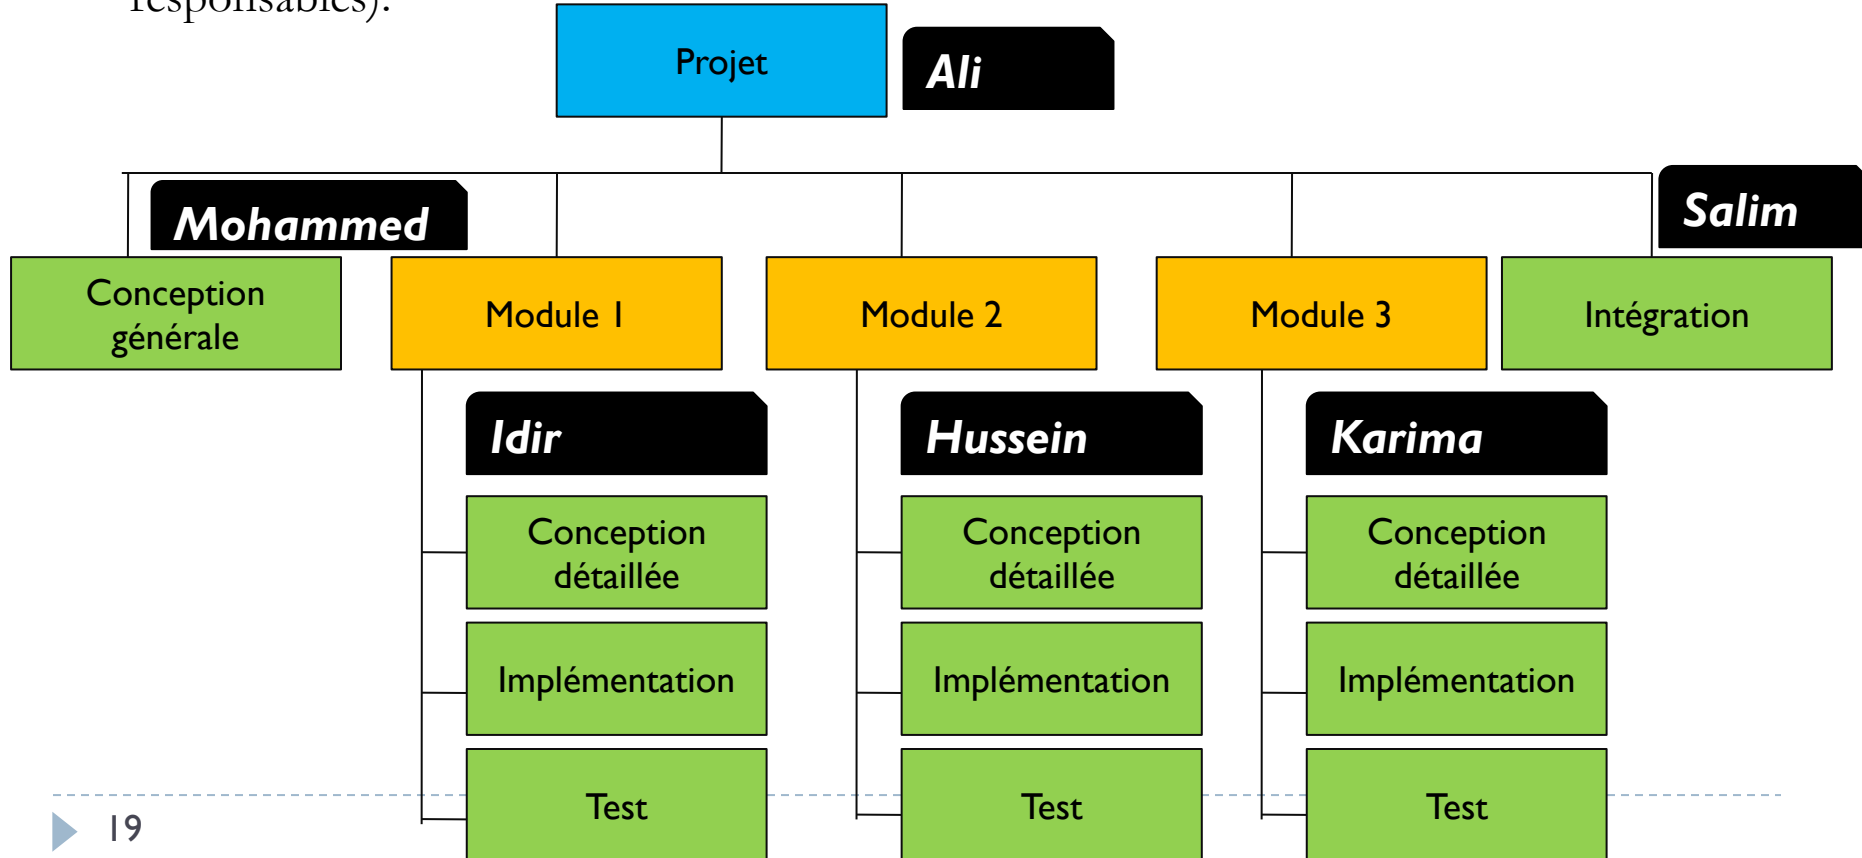 responsables).
Projet
Ali
Mohammed
Salim
Conception
générale
Module 1
Module 2
Module 3
Intégration
Idir
Hussein
Karima
Conception
détaillée
Conception
détaillée
Conception
détaillée
Implémentation
Implémentation
Implémentation
Test
Test
Test
19